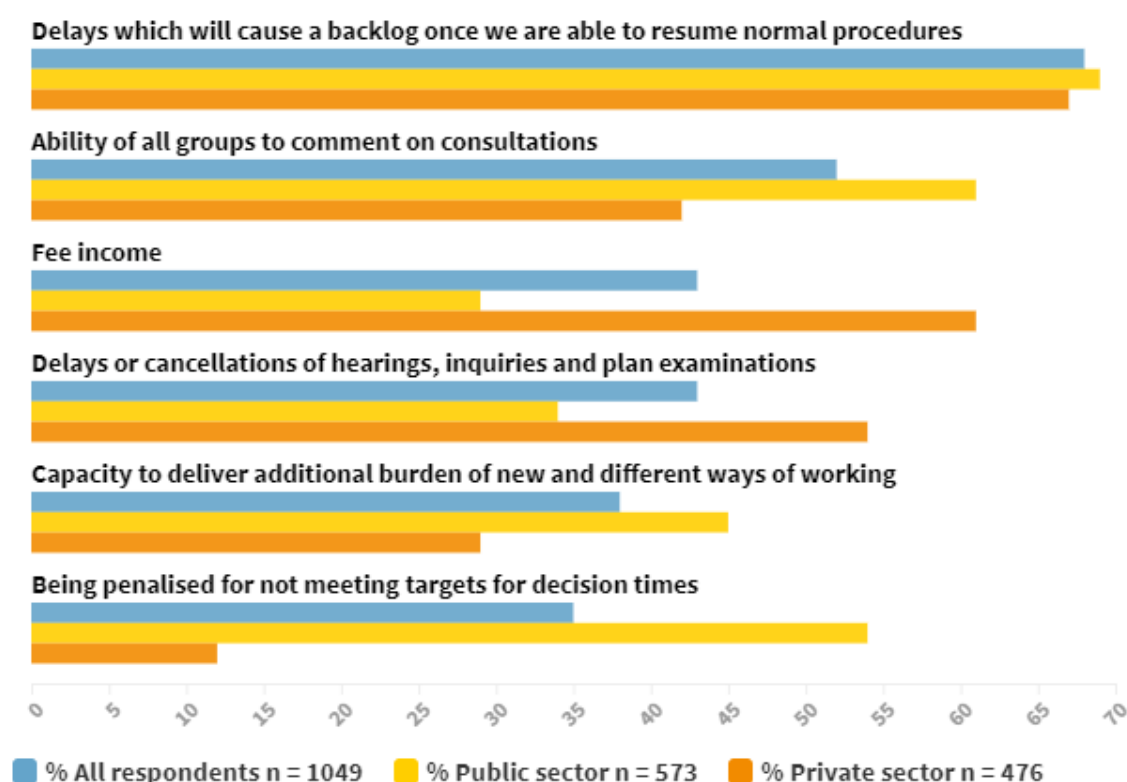 Delays which will cause a backlog once we are able to resume normal procedures
Ability of all groups to comment on consultations
Fee income
Delays or cancellations of hearings, inquiries and plan examinations
Capacity to deliver additional burden of new and different ways of working
Being penalised for not meeting targets for decision times
0 5 10 15 20 25 30 35 40 45 50 55 60 65 70
% All respondents n = 1049 % Public sector n = 573 % Private sector n = 476